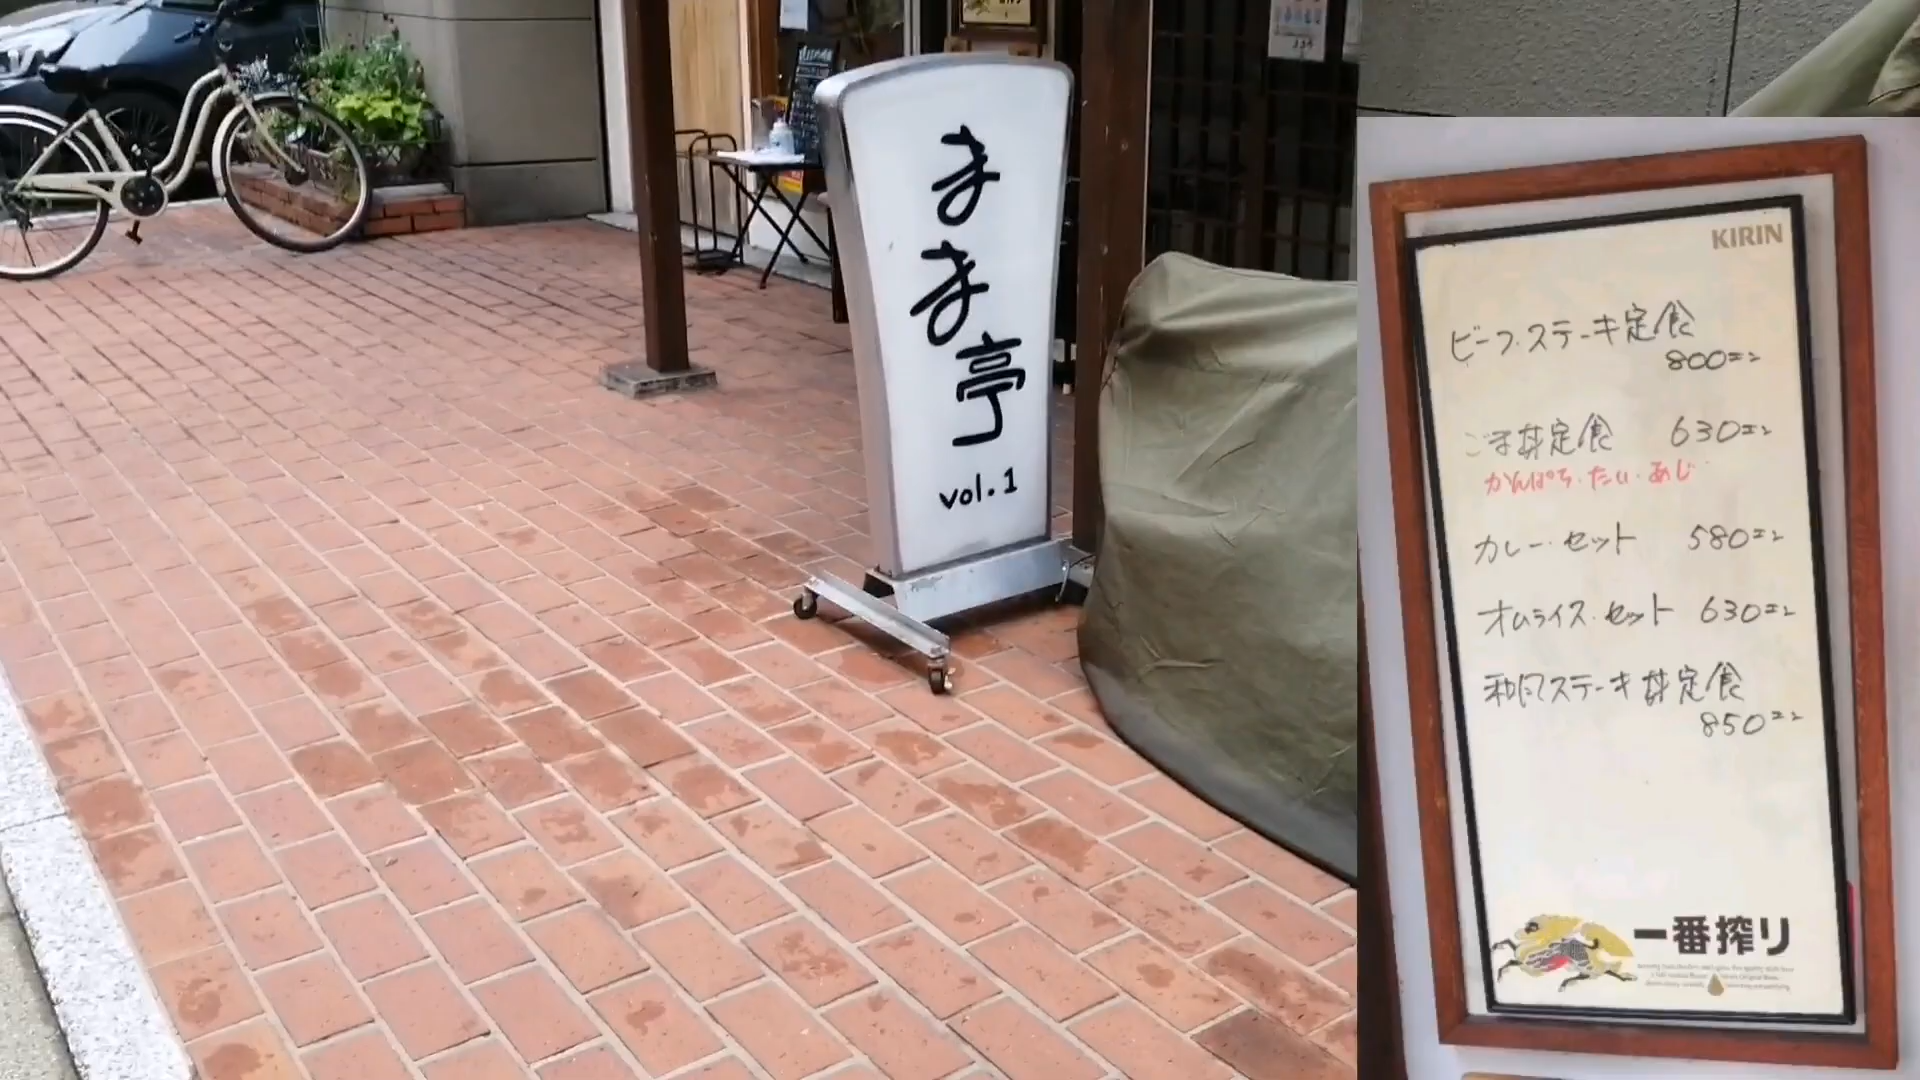 まま亭
vol.1
KIRIN
ビーフ・ステーキ定食
800エン
ごま丼定食 630エン
かんぱち・たい・あじ
カレー・セット 580エン
オムライス・セット 630エン
和風ステーキ丼定食
850エン
一番搾り